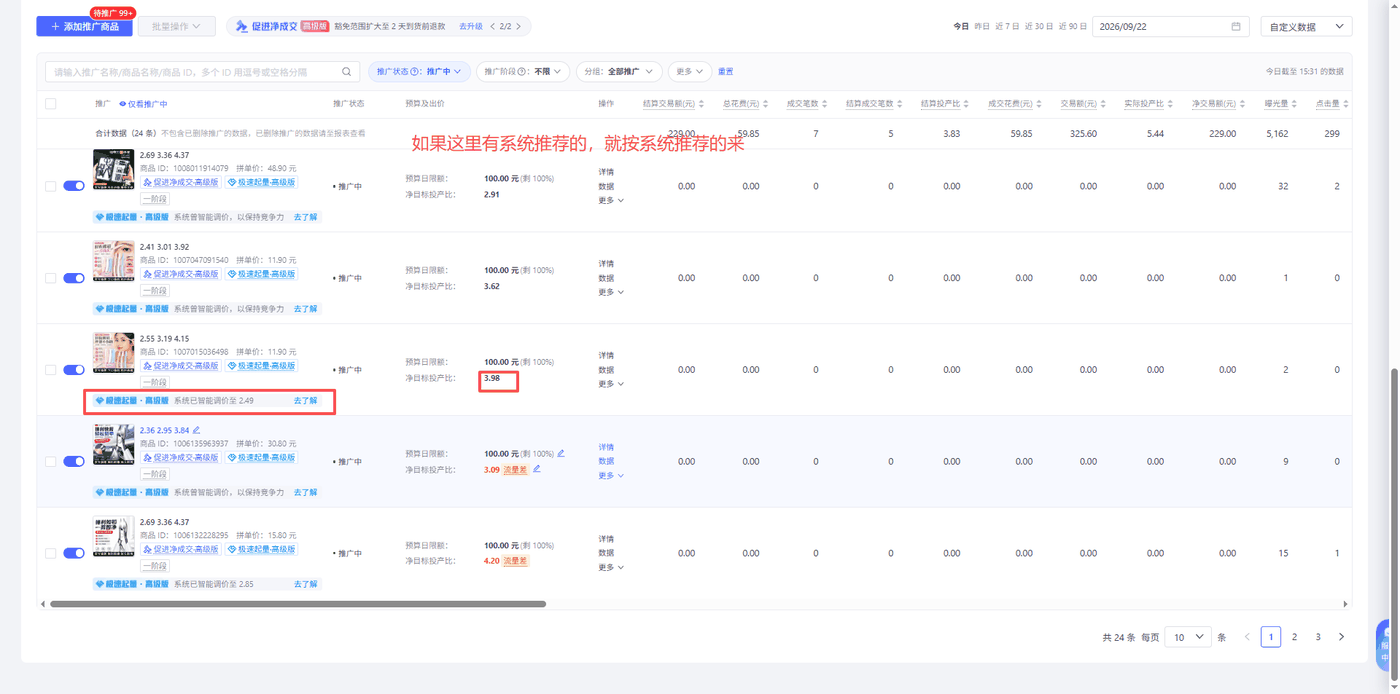 待推广 99+
+ 添加推广商品 批量操作 促进净成交 高级版 豁免范围扩大至 2 天到货前退款 去升级 < 2/2 > 今日 昨日 近 7 日 近 30 日 近 90 日 2026/09/22 自定义数据
请输入推广名称/商品名称/商品 ID，多个 ID 用逗号或空格分隔 推广状态?： 推广中 推广阶段?： 不限 分组： 全部推广 更多 重置 今日截至 15:31 的数据
推广 仅看推广中 推广状态 预算及出价 操作 结算交易额(元) 总花费(元) 成交笔数 结算成交笔数 结算投产比 成交花费(元) 交易额(元) 实际投产比 净交易额(元) 曝光量 点击量
合计数据（24 条）不包含已删除推广的数据，已删除推广的数据请至报表查看 229.00 59.85 7 5 3.83 59.85 325.60 5.44 229.00 5,162 299
如果这里有系统推荐的，就按系统推荐的来
2.69 3.36 4.37
商品 ID：1008011914079 拼单价：48.90 元
促进净成交-高级版 极速起量-高级版
一阶段
极速起量 · 高级版 系统曾智能调价，以保持竞争力 去了解
• 推广中
预算日限额： 100.00 元(剩 100%)
净目标投产比： 2.91
详情
数据
更多
0.00 0.00 0 0 0.00 0.00 0.00 0.00 0.00 32 2
2.41 3.01 3.92
商品 ID：1007047091540 拼单价：11.90 元
促进净成交-高级版 极速起量-高级版
一阶段
极速起量 · 高级版 系统曾智能调价，以保持竞争力 去了解
• 推广中
预算日限额： 100.00 元(剩 100%)
净目标投产比： 3.62
详情
数据
更多
0.00 0.00 0 0 0.00 0.00 0.00 0.00 0.00 1 0
2.55 3.19 4.15
商品 ID：1007015036498 拼单价：11.90 元
促进净成交-高级版 极速起量-高级版
一阶段
极速起量 · 高级版 系统已智能调价至 2.49 去了解
• 推广中
预算日限额： 100.00 元(剩 100%)
净目标投产比： 3.98
详情
数据
更多
0.00 0.00 0 0 0.00 0.00 0.00 0.00 0.00 2 0
2.36 2.95 3.84
商品 ID：1006135963937 拼单价：30.80 元
促进净成交-高级版 极速起量-高级版
一阶段
极速起量 · 高级版 系统曾智能调价，以保持竞争力 去了解
• 推广中
预算日限额： 100.00 元(剩 100%)
净目标投产比： 3.09 流量差
详情
数据
更多
0.00 0.00 0 0 0.00 0.00 0.00 0.00 0.00 9 0
2.69 3.36 4.37
商品 ID：1006132228295 拼单价：15.80 元
促进净成交-高级版 极速起量-高级版
一阶段
极速起量 · 高级版 系统已智能调价至 2.85 去了解
• 推广中
预算日限额： 100.00 元(剩 100%)
净目标投产比： 4.20 流量差
详情
数据
更多
0.00 0.00 0 0 0.00 0.00 0.00 0.00 0.00 15 1
共 24 条 每页 10 条 < 1 2 3 >